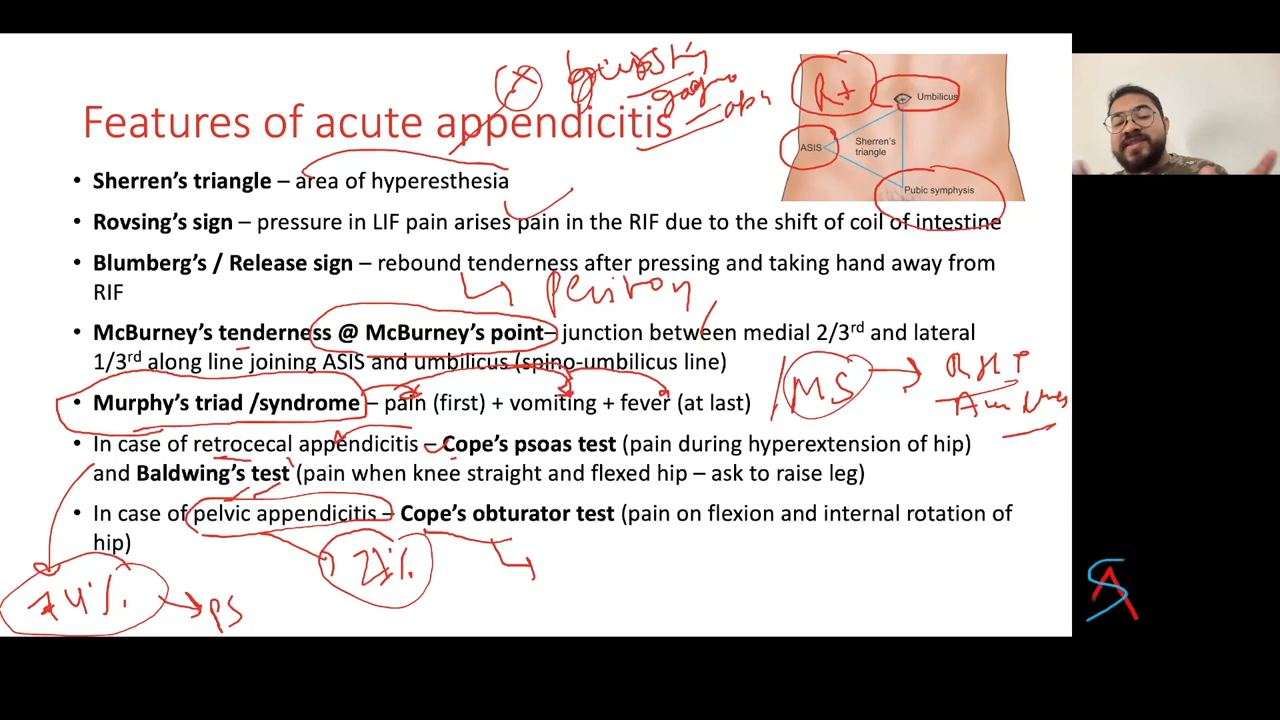 Features of acute appendicitis
Rt
Umbilicus
ASIS
Sherren's
triangle
Pubic symphysis
• Sherren's triangle – area of hyperesthesia
• Rovsing's sign – pressure in LIF pain arises pain in the RIF due to the shift of coil of intestine
• Blumberg's / Release sign – rebound tenderness after pressing and taking hand away from
RIF
• McBurney's tenderness @ McBurney's point– junction between medial 2/3rd and lateral
1/3rd along line joining ASIS and umbilicus (spino-umbilicus line)
MS
• Murphy's triad /syndrome – pain (first) + vomiting + fever (at last)
• In case of retrocecal appendicitis – Cope's psoas test (pain during hyperextension of hip)
and Baldwing's test (pain when knee straight and flexed hip – ask to raise leg)
• In case of pelvic appendicitis – Cope's obturator test (pain on flexion and internal rotation of
hip)
21%
74%
PS